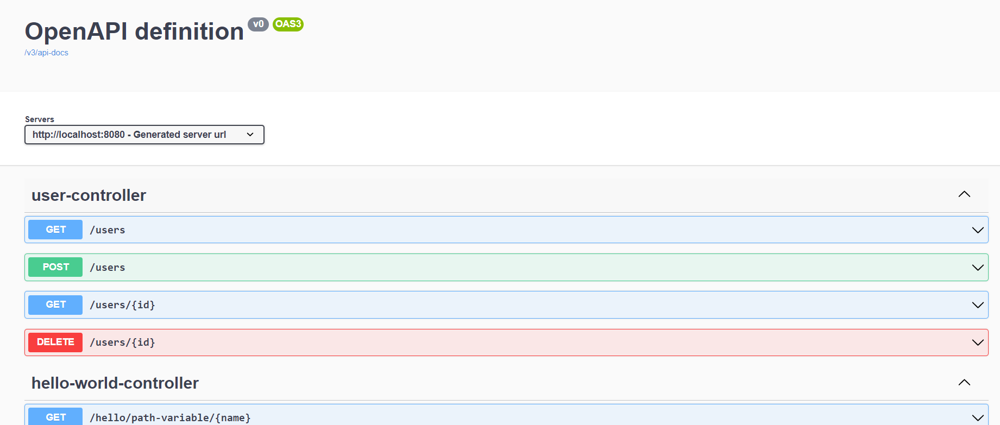 OpenAPI definition v0 OAS3
/v3/api-docs
Servers
http://localhost:8080 - Generated server url
user-controller
GET /users
POST /users
GET /users/{id}
DELETE /users/{id}
hello-world-controller
GET /hello/path-variable/{name}